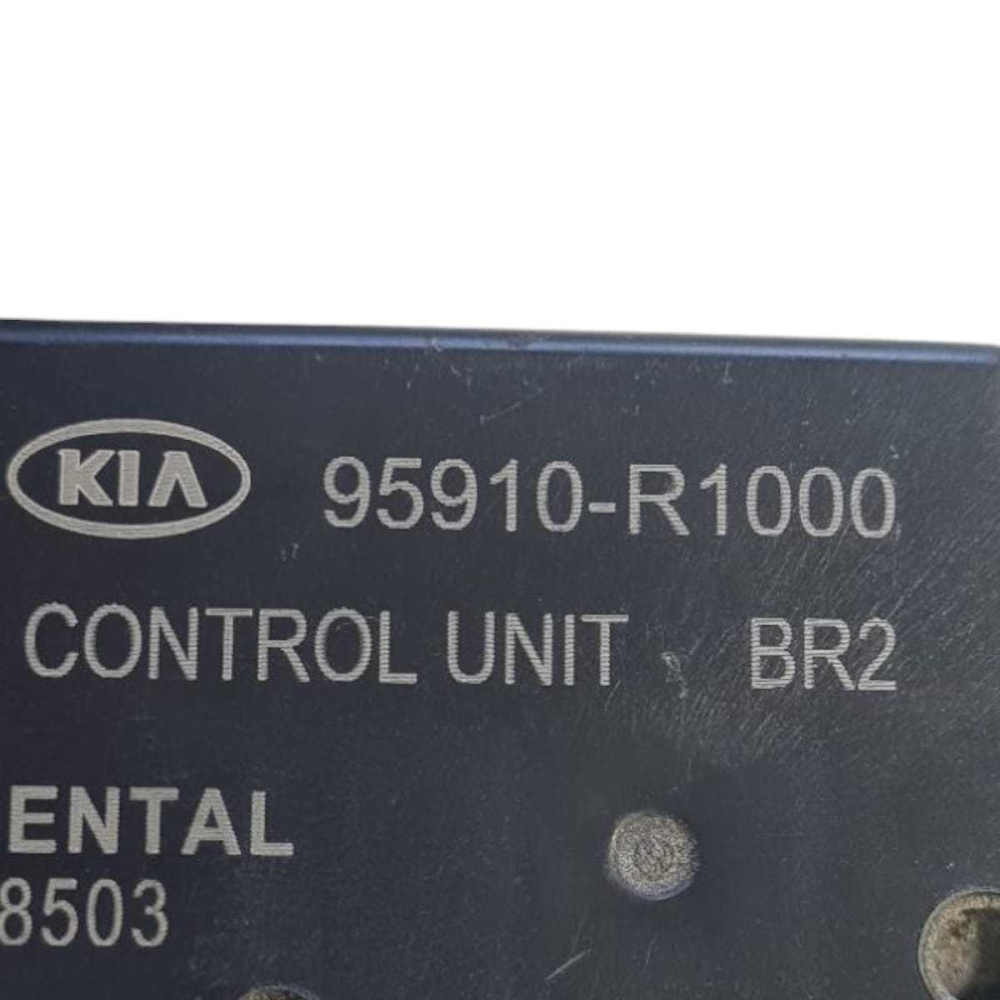 KIA 95910-R1000
CONTROL UNIT BR2
ENTAL
8503